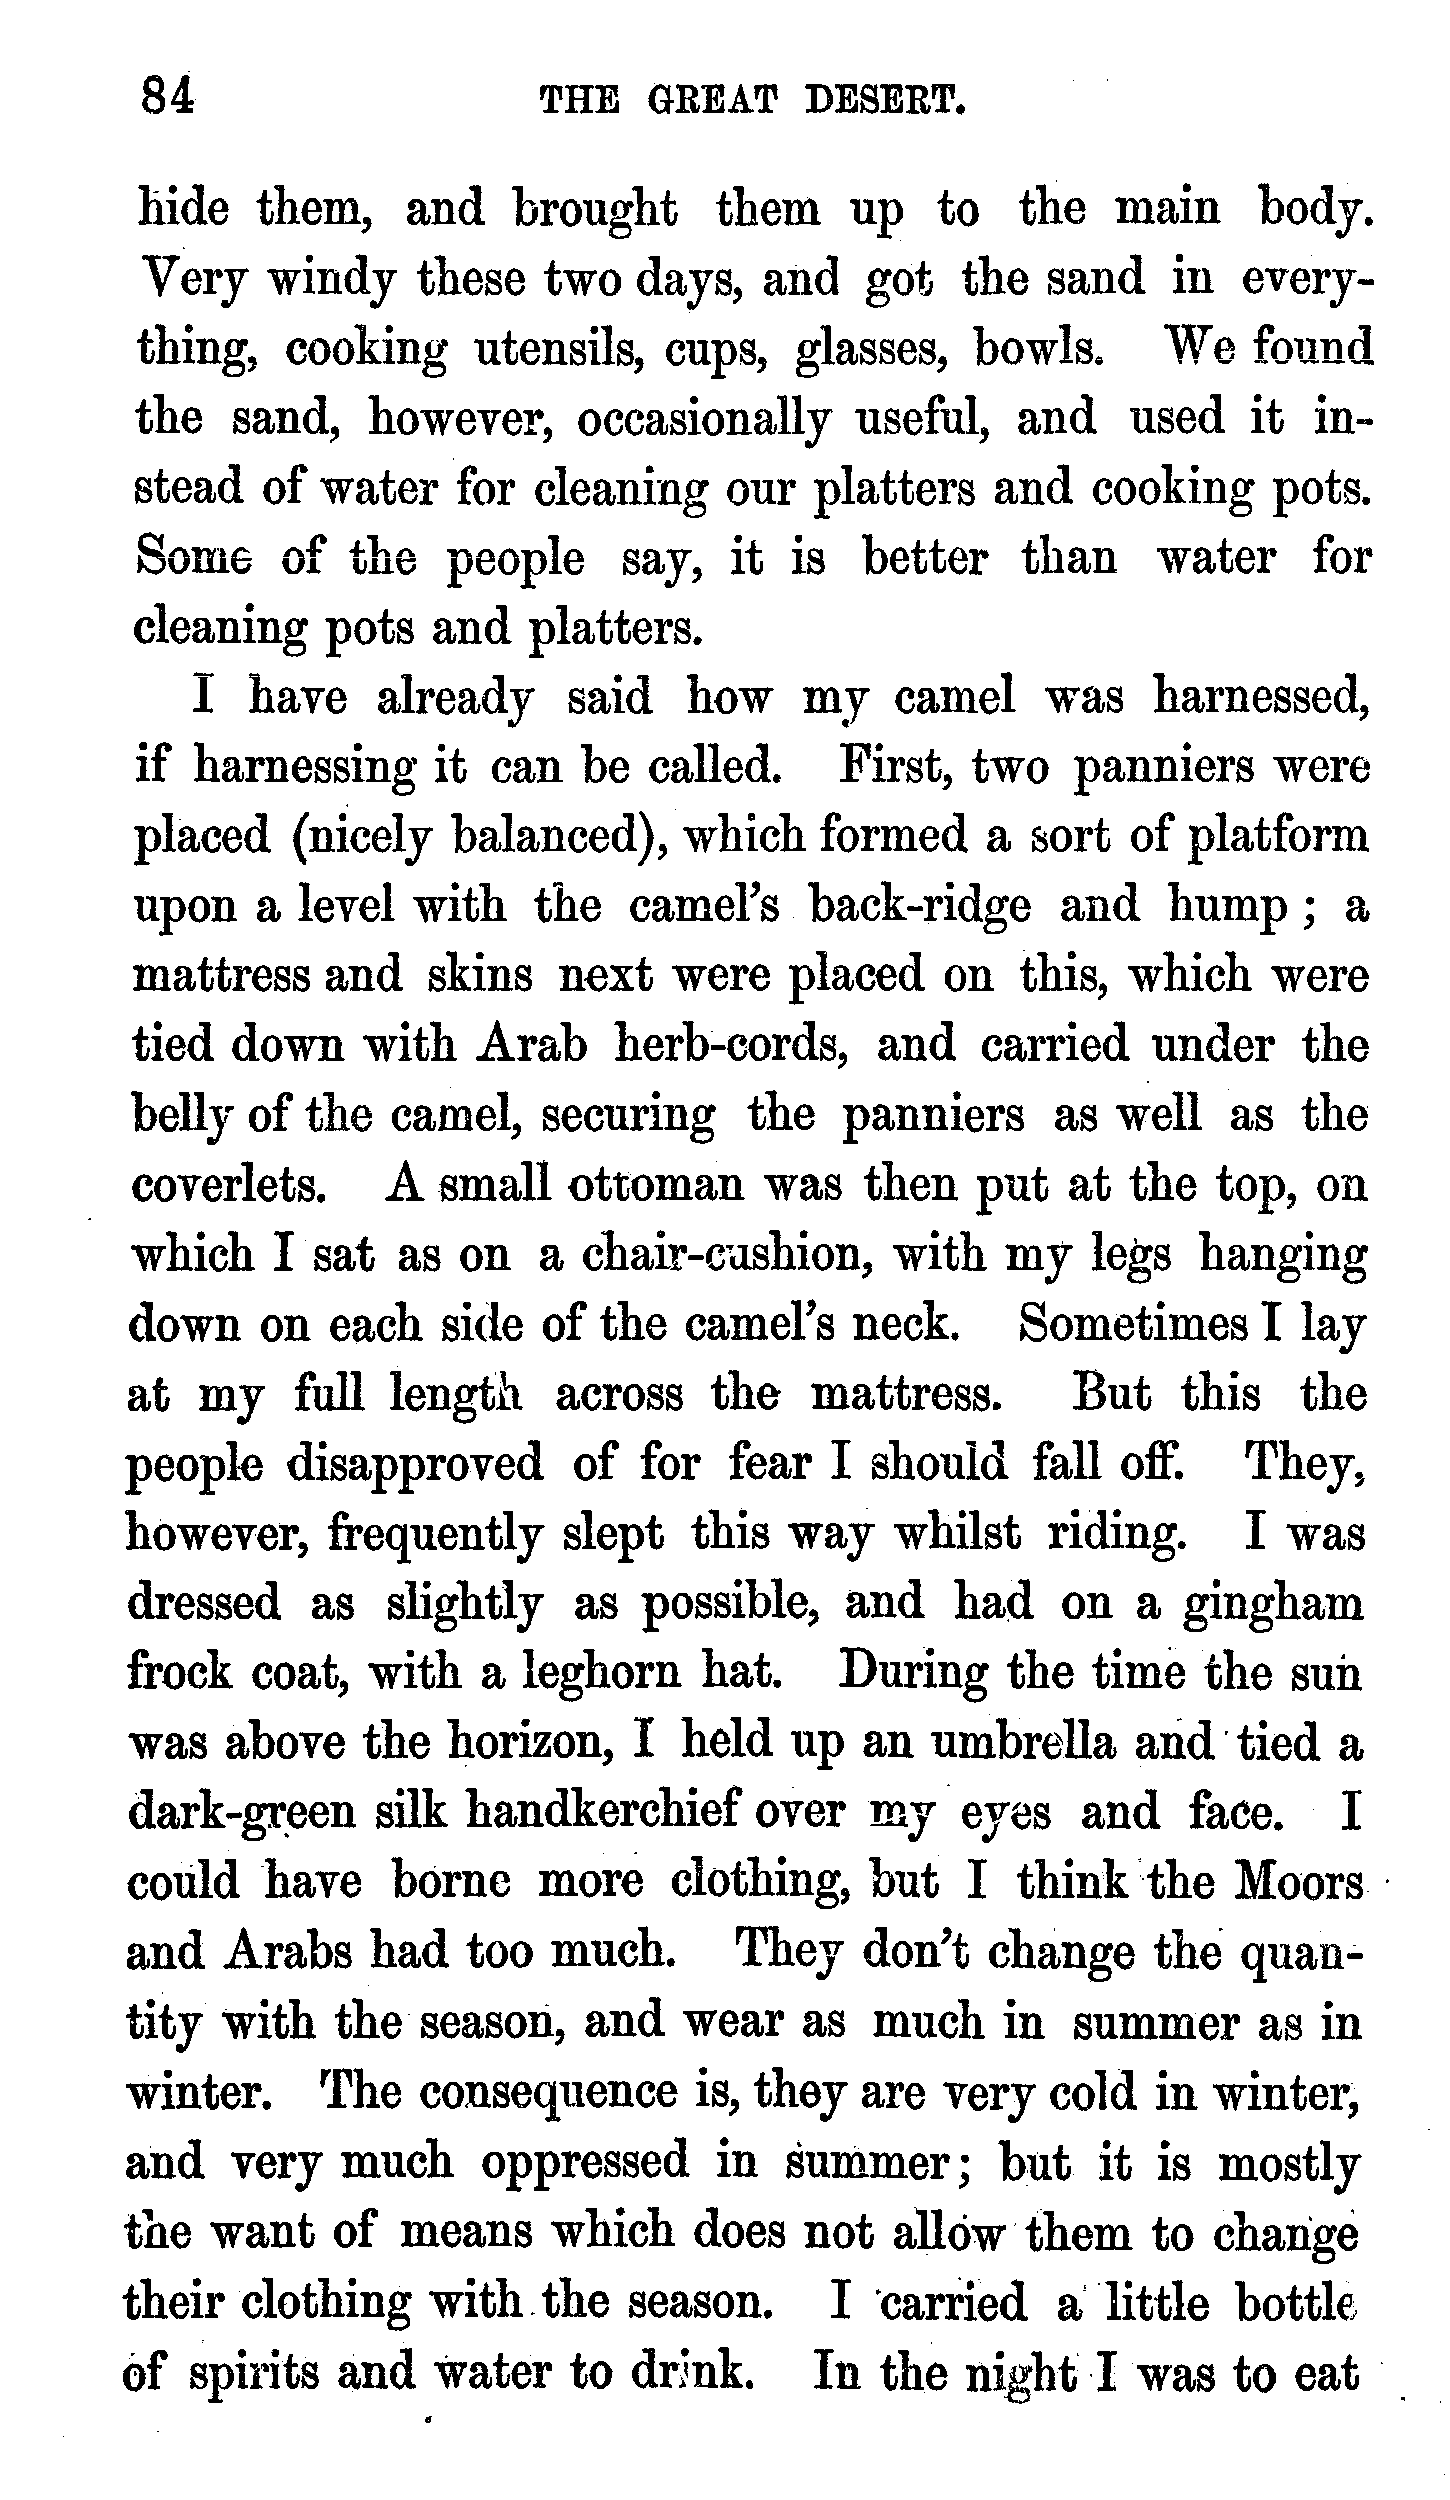 84 THE GREAT DESERT.
hide them, and brought them up to the main body.
Very windy these two days, and got the sand in every-
thing, cooking utensils, cups, glasses, bowls. We found
the sand, however, occasionally useful, and used it in-
stead of water for cleaning our platters and cooking pots.
Some of the people say, it is better than water for
cleaning pots and platters.
I have already said how my camel was harnessed,
if harnessing it can be called. First, two panniers were
placed (nicely balanced), which formed a sort of platform
upon a level with the camel's back-ridge and hump ; a
mattress and skins next were placed on this, which were
tied down with Arab herb-cords, and carried under the
belly of the camel, securing the panniers as well as the
coverlets. A small ottoman was then put at the top, on
which I sat as on a chair-cushion, with my legs hanging
down on each side of the camel's neck. Sometimes I lay
at my full length across the mattress. But this the
people disapproved of for fear I should fall off. They,
however, frequently slept this way whilst riding. I was
dressed as slightly as possible, and had on a gingham
frock coat, with a leghorn hat. During the time the sun
was above the horizon, I held up an umbrella and tied a
dark-green silk handkerchief over my eyes and face. I
could have borne more clothing, but I think the Moors
and Arabs had too much. They don't change the quan-
tity with the season, and wear as much in summer as in
winter. The consequence is, they are very cold in winter,
and very much oppressed in summer; but it is mostly
the want of means which does not allow them to change
their clothing with the season. I carried a little bottle
of spirits and water to drink. In the night I was to eat